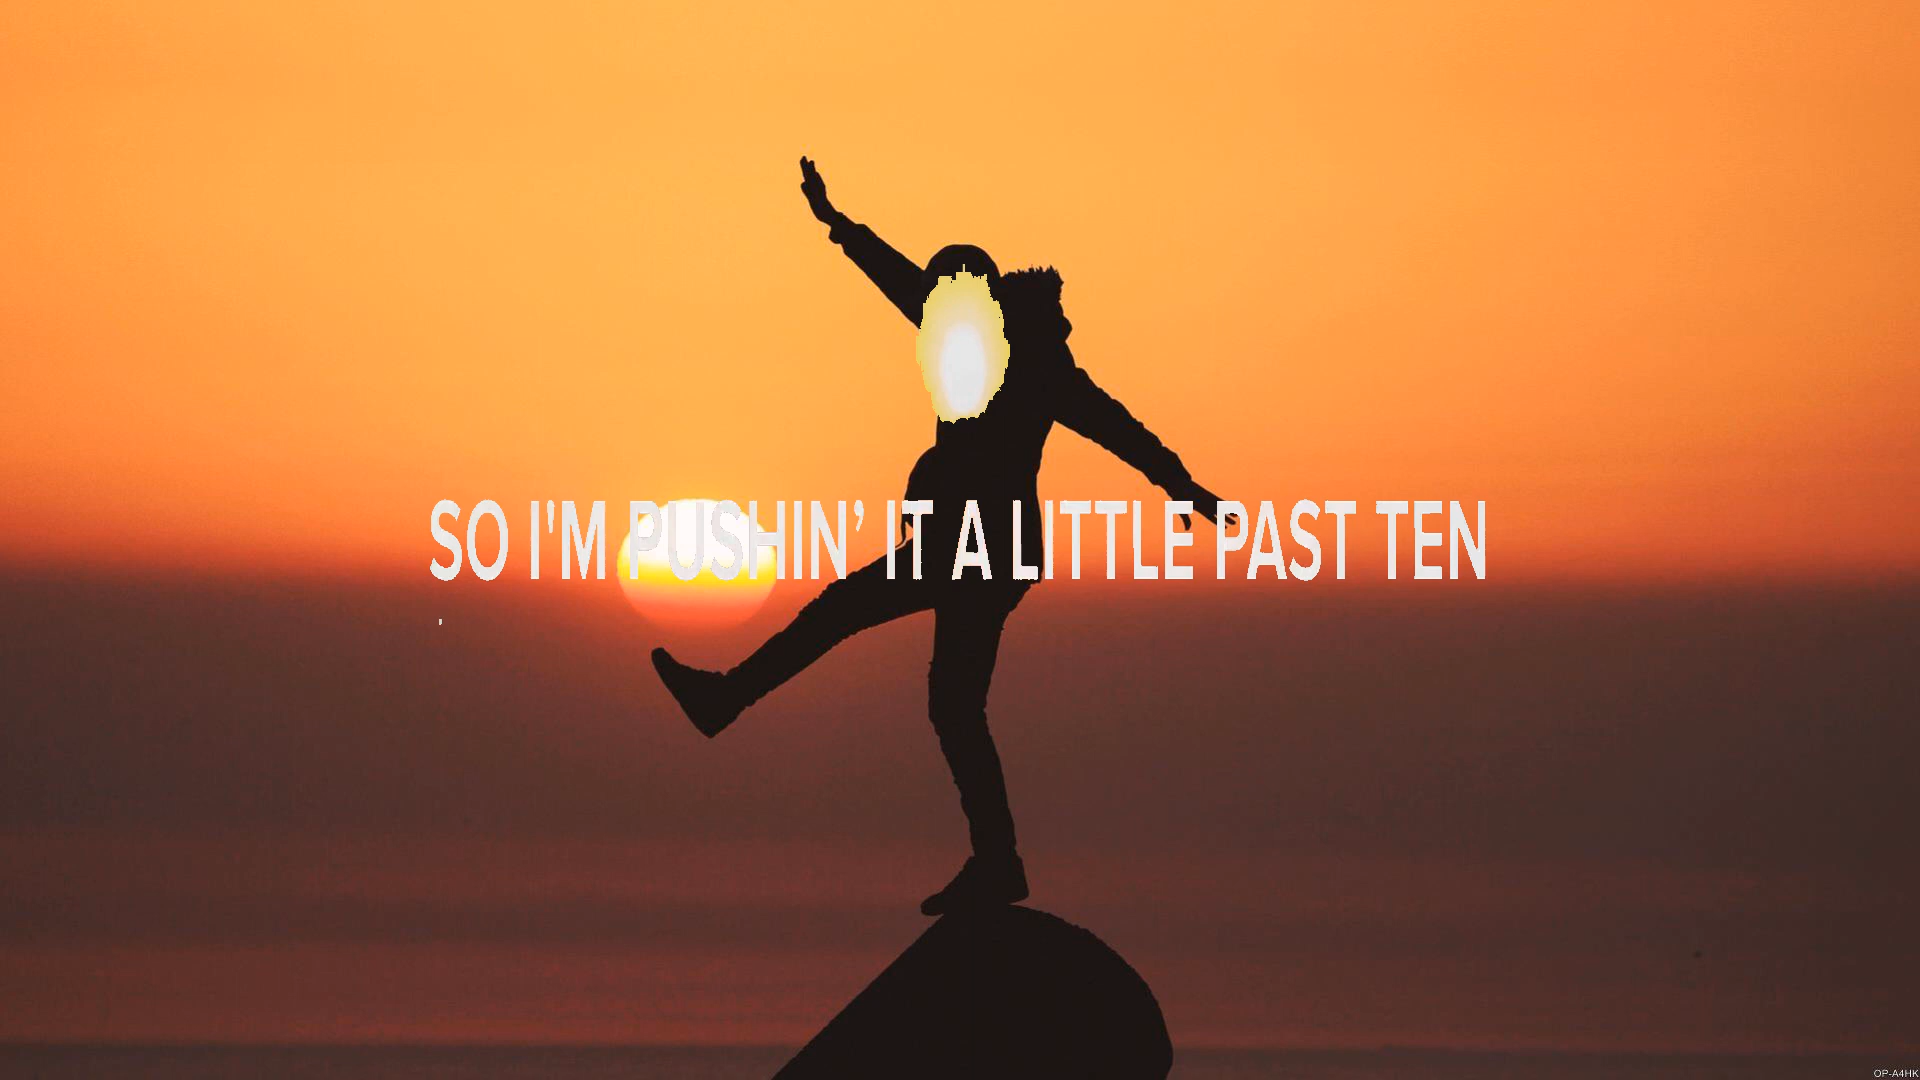 SO I'M PUSHIN’ IT A LITTLE PAST TEN
,
OP-A4HK